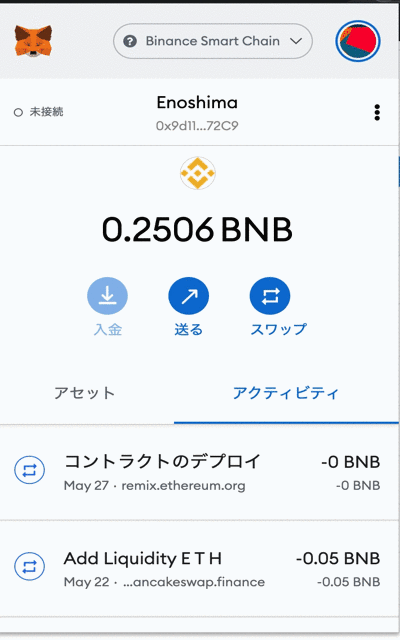 Binance Smart Chain
未接続
Enoshima
0x9d11...72C9
0.2506 BNB
入金
送る
スワップ
アセット
アクティビティ
コントラクトのデプロイ
-0 BNB
May 27 · remix.ethereum.org
-0 BNB
Add Liquidity E T H
-0.05 BNB
May 22 · ...ancakeswap.finance
-0.05 BNB